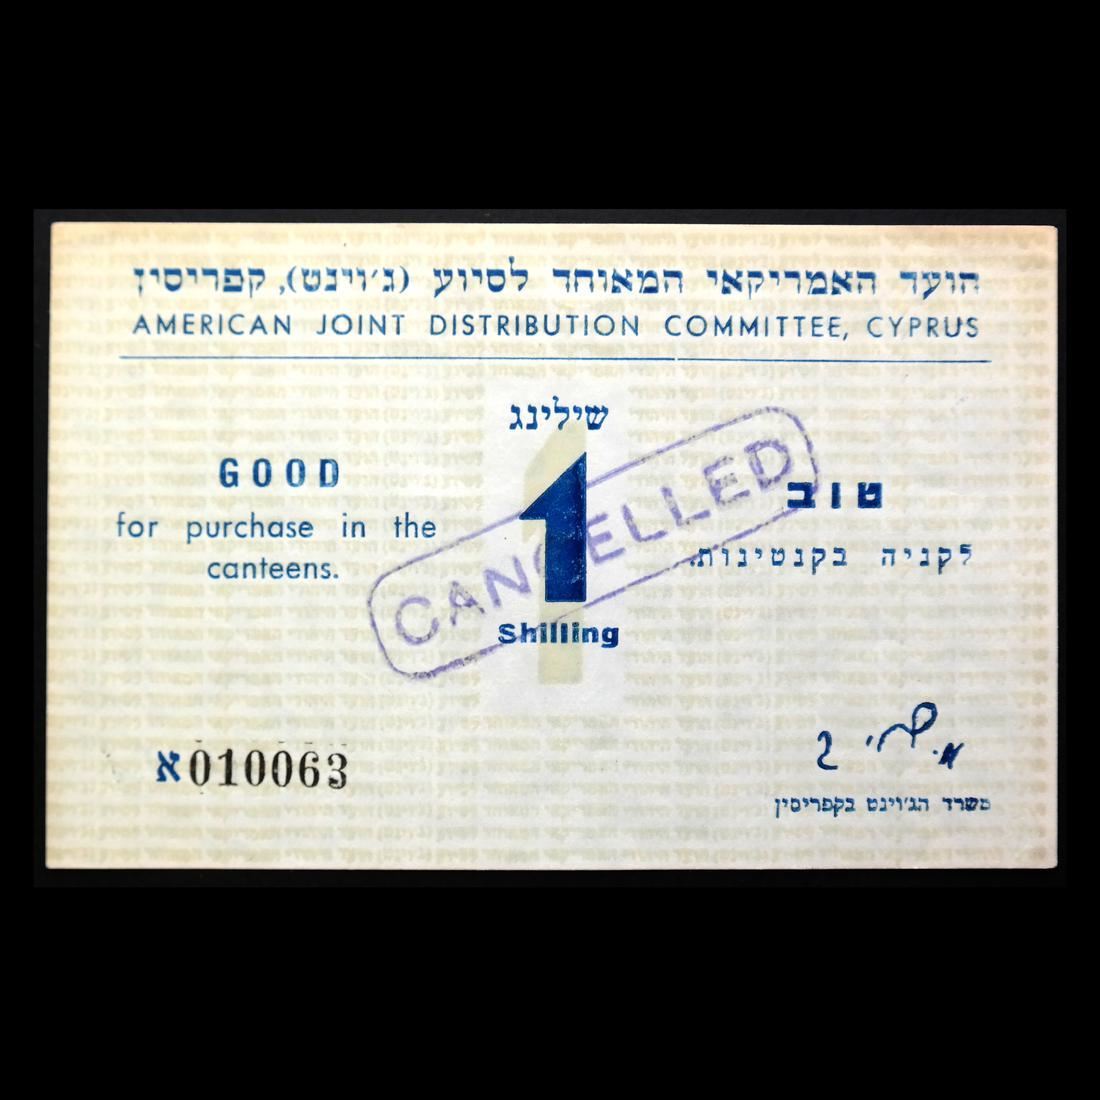 הועד האמריקאי המאוחד לסיוע (ג׳וינט), קפריסין
AMERICAN JOINT DISTRIBUTION COMMITTEE, CYPRUS
שילינג
GOOD
for purchase in the
canteens.
1
Shilling
CANCELLED
טוב
לקניה בקנטינות.
א010063
משרד הג׳וינט בקפריסין